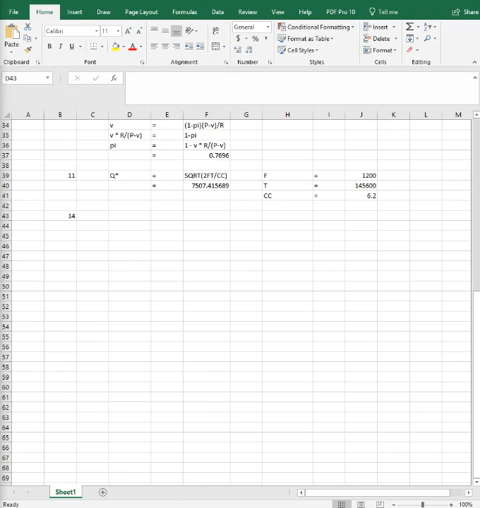 File Home Insert Draw Page Layout Formulas Data Review View Help PDF Pro 10 Tell me Share
Paste Calibri 11 General Conditional Formatting Insert
B I U $ % Format as Table Delete
Cell Styles Format
Clipboard Font Alignment Number Styles Cells Editing
D43
A B C D E F G H I J K L M
34 v = (1-pi)(P-v)/R
35 v * R/(P-v) = 1-pi
36 pi = 1 - v * R/(P-v)
37 = 0.7696
38
39 11 Q* = SQRT(2FT/CC) F = 1200
40 = 7507.415689 T = 145600
41 CC = 6.2
42
43 14
44
45
46
47
48
49
50
51
52
53
54
55
56
57
58
59
60
61
62
63
64
65
66
67
68
69
Sheet1
Ready 100%